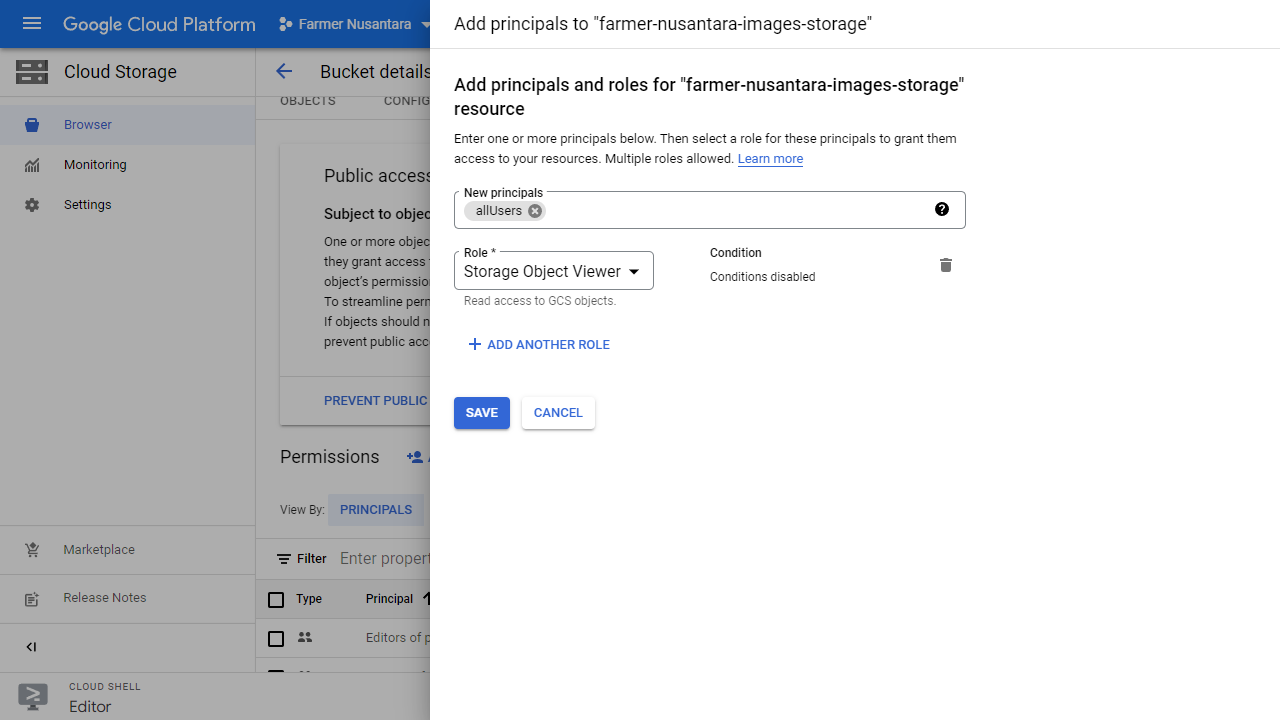 Google Cloud Platform
Farmer Nusantara
Cloud Storage
Browser
Monitoring
Settings
Marketplace
Release Notes
CLOUD SHELL
Editor
Bucket details
OBJECTS
CONFIG
Public access
Subject to objec
One or more objec
they grant access
object's permissio
To streamline perr
If objects should n
prevent public acc
PREVENT PUBLIC
Permissions
View By:
PRINCIPALS
Filter
Enter propert
Type
Principal
Editors of p
Add principals to "farmer-nusantara-images-storage"
Add principals and roles for "farmer-nusantara-images-storage"
resource
Enter one or more principals below. Then select a role for these principals to grant them
access to your resources. Multiple roles allowed. Learn more
New principals
allUsers
Role *
Storage Object Viewer
Read access to GCS objects.
Condition
Conditions disabled
ADD ANOTHER ROLE
SAVE
CANCEL